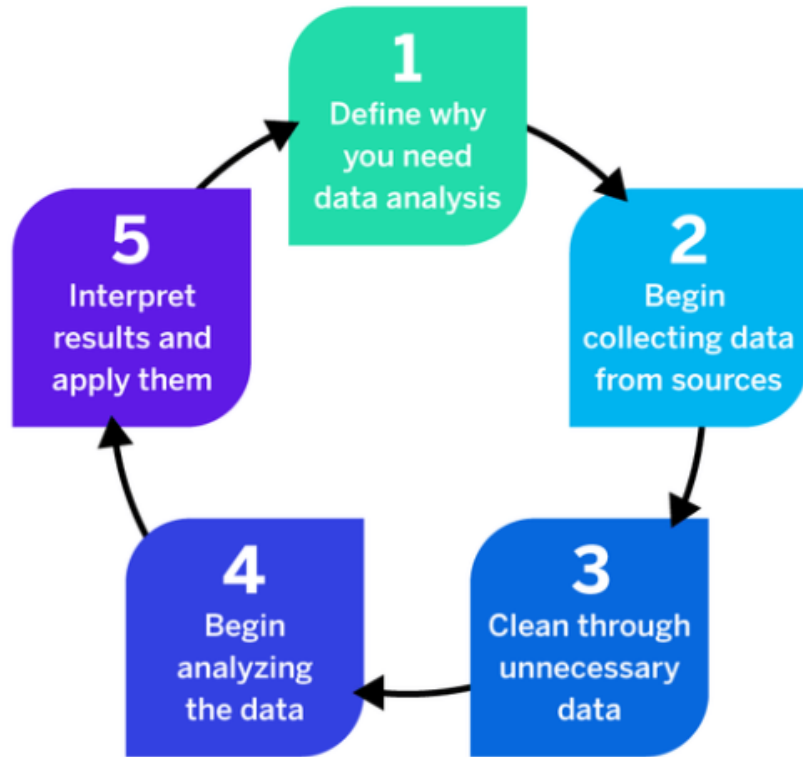 1
Define why
you need
data analysis
2
Begin
collecting data
from sources
3
Clean through
unnecessary
data
4
Begin
analyzing
the data
5
Interpret
results and
apply them